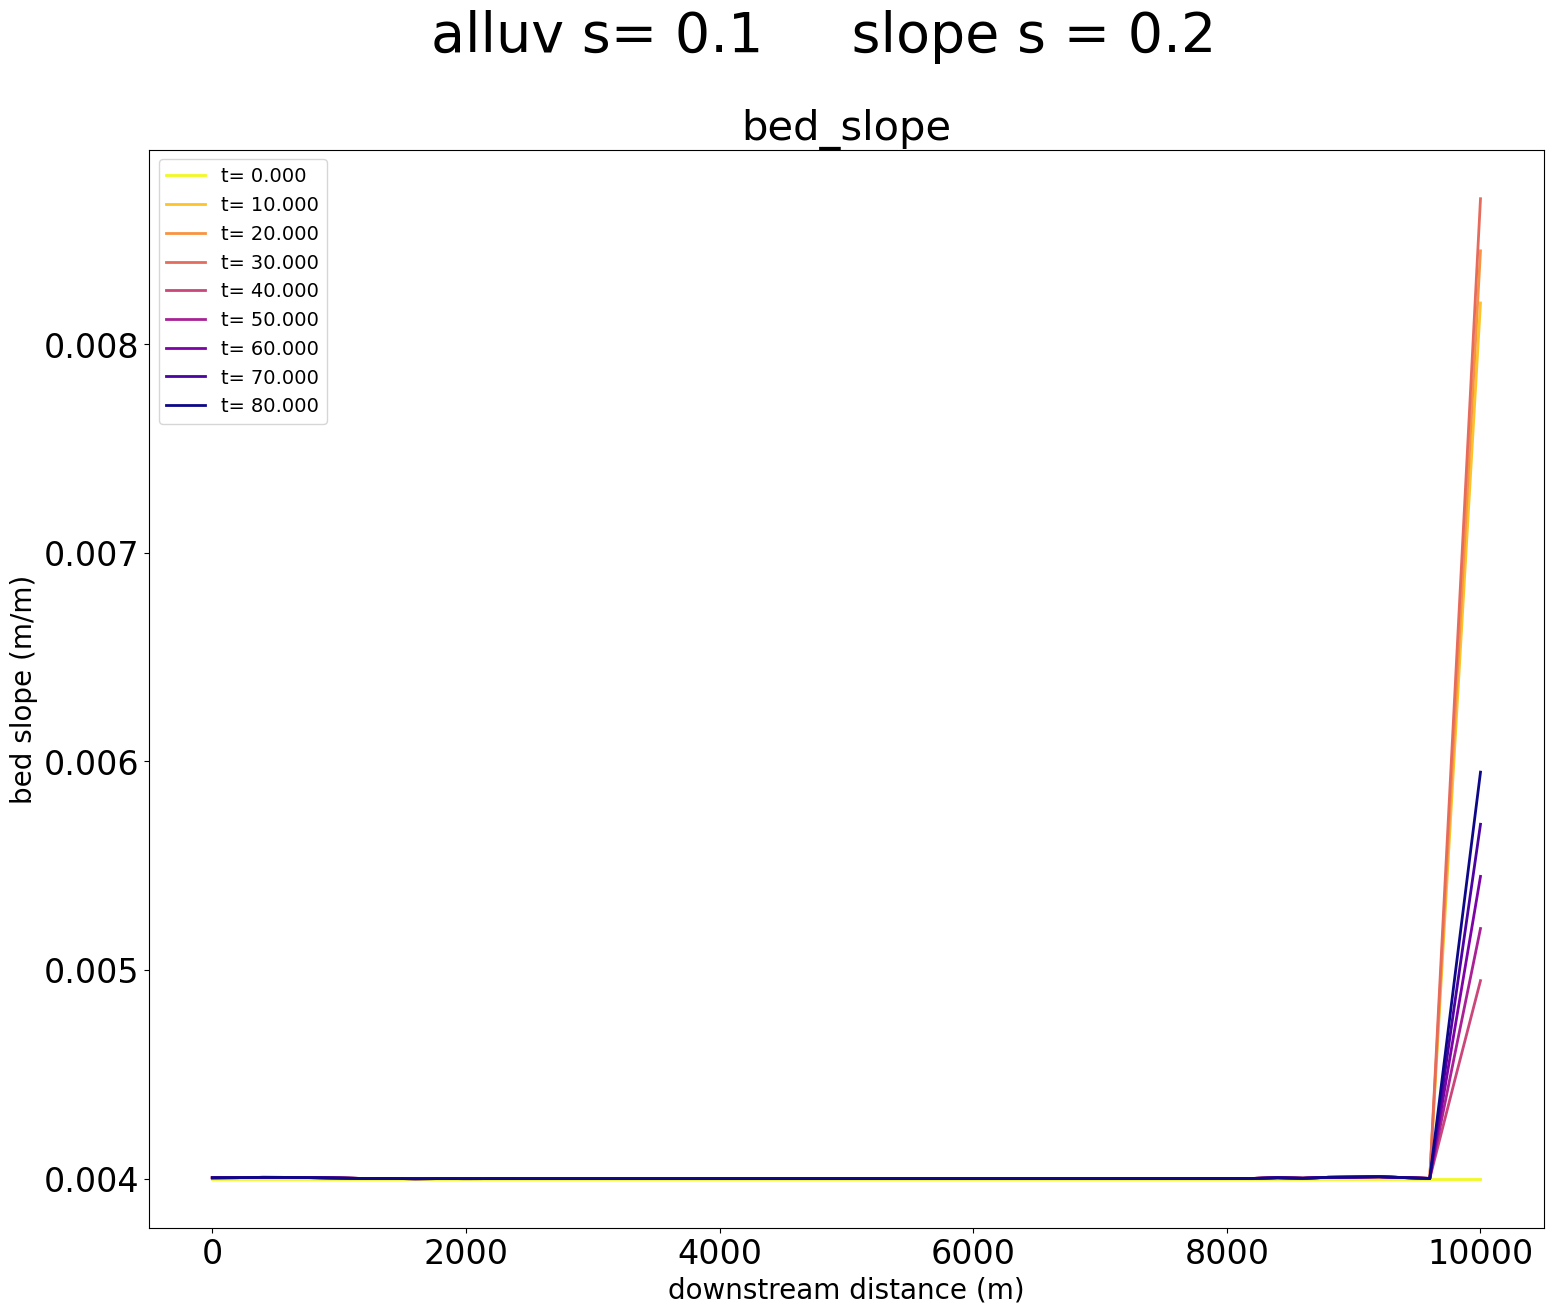 alluv s= 0.1     slope s = 0.2
bed_slope
t= 0.000
t= 10.000
t= 20.000
t= 30.000
t= 40.000
t= 50.000
t= 60.000
t= 70.000
t= 80.000
0.008
0.007
0.006
0.005
0.004
bed slope (m/m)
0 2000 4000 6000 8000 10000
downstream distance (m)